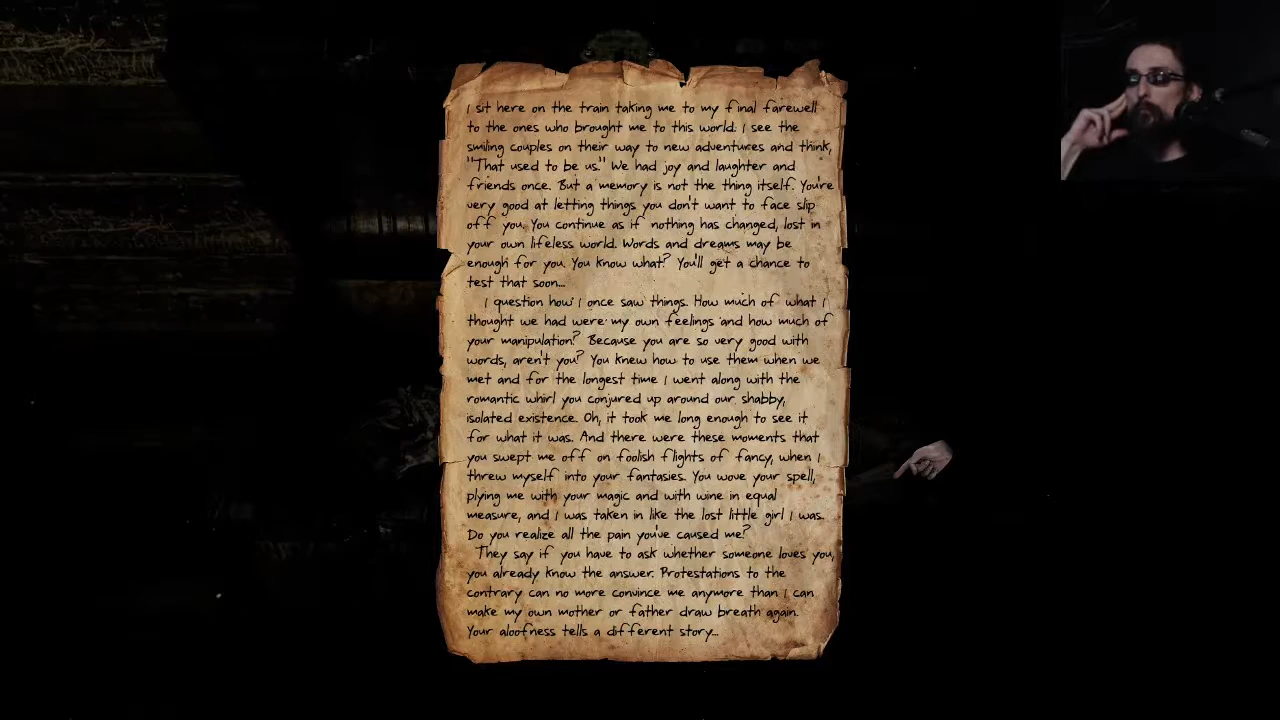 I sit here on the train taking me to my final farewell
to the ones who brought me to this world. I see the
smiling couples on their way to new adventures and think,
"That used to be us." We had joy and laughter and
friends once. But a memory is not the thing itself. You're
very good at letting things you don't want to face slip
off you. You continue as if nothing has changed, lost in
your own lifeless world. Words and dreams may be
enough for you. You know what? You'll get a chance to
test that soon...
I question how I once saw things. How much of what I
thought we had were my own feelings and how much of
your manipulation? Because you are so very good with
words, aren't you? You knew how to use them when we
met and for the longest time I went along with the
romantic whirl you conjured up around our shabby,
isolated existence. Oh, it took me long enough to see it
for what it was. And there were these moments that
you swept me off on foolish flights of fancy, when I
threw myself into your fantasies. You wove your spell,
plying me with your magic and with wine in equal
measure, and I was taken in like the lost little girl I was.
Do you realize all the pain you've caused me?
They say if you have to ask whether someone loves you,
you already know the answer. Protestations to the
contrary can no more convince me anymore than I can
make my own mother or father draw breath again.
Your aloofness tells a different story...